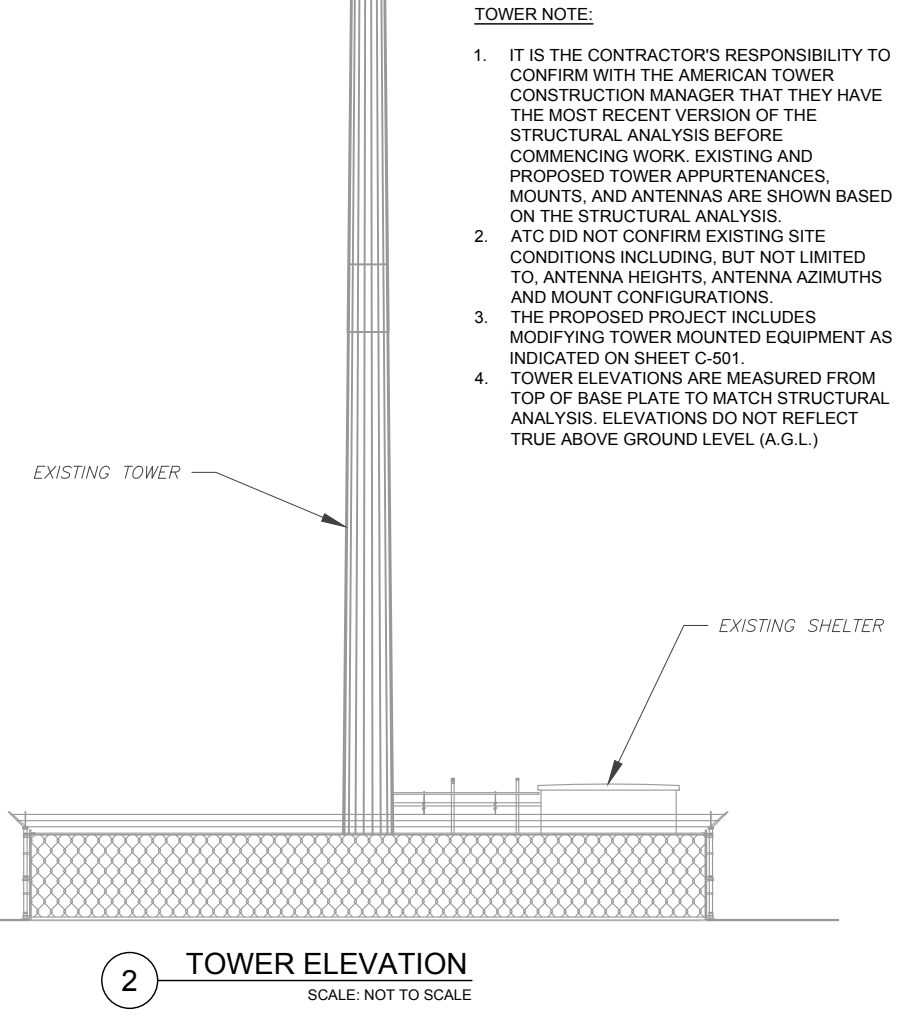 TOWER NOTE:
1. IT IS THE CONTRACTOR'S RESPONSIBILITY TO
CONFIRM WITH THE AMERICAN TOWER
CONSTRUCTION MANAGER THAT THEY HAVE
THE MOST RECENT VERSION OF THE
STRUCTURAL ANALYSIS BEFORE
COMMENCING WORK. EXISTING AND
PROPOSED TOWER APPURTENANCES,
MOUNTS, AND ANTENNAS ARE SHOWN BASED
ON THE STRUCTURAL ANALYSIS.
2. ATC DID NOT CONFIRM EXISTING SITE
CONDITIONS INCLUDING, BUT NOT LIMITED
TO, ANTENNA HEIGHTS, ANTENNA AZIMUTHS
AND MOUNT CONFIGURATIONS.
3. THE PROPOSED PROJECT INCLUDES
MODIFYING TOWER MOUNTED EQUIPMENT AS
INDICATED ON SHEET C-501.
4. TOWER ELEVATIONS ARE MEASURED FROM
TOP OF BASE PLATE TO MATCH STRUCTURAL
ANALYSIS. ELEVATIONS DO NOT REFLECT
TRUE ABOVE GROUND LEVEL (A.G.L.)
EXISTING TOWER
EXISTING SHELTER
2
TOWER ELEVATION
SCALE: NOT TO SCALE